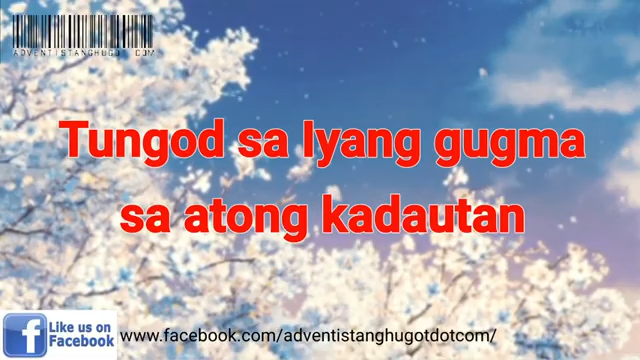 ADVENTISTANGHUGOT COM
Tungod sa Iyang gugma
sa atong kadautan
Like us on
Facebook
www.facebook.com/adventistanghugotdotcom/